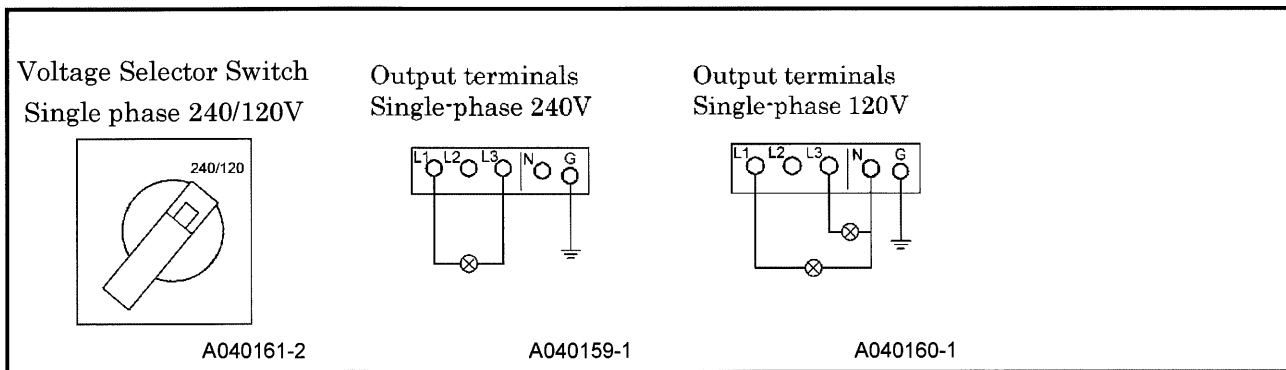 Voltage Selector Switch
Single phase 240/120V
240/120
A040161-2
Output terminals
Single-phase 240V
L1 L2 L3 N G
A040159-1
Output terminals
Single-phase 120V
L1 L2 L3 N G
A040160-1